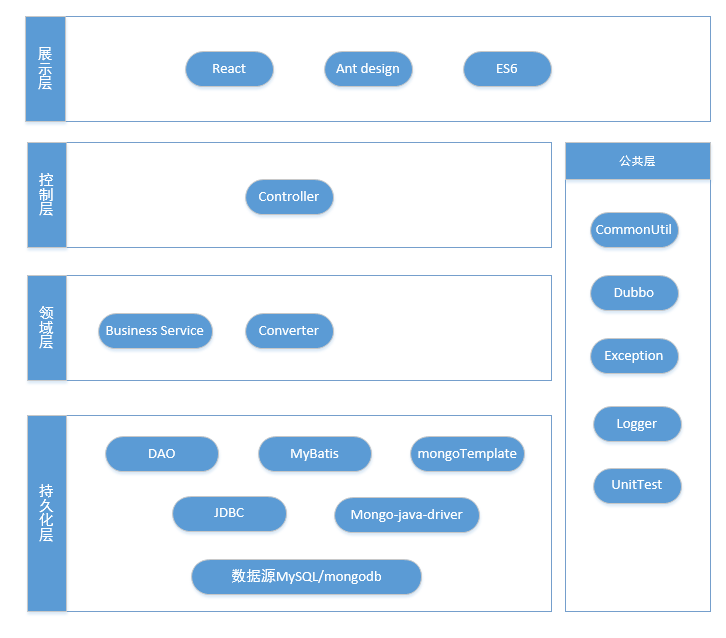 展示层
React
Ant design
ES6
控制层
Controller
公共层
CommonUtil
Dubbo
Exception
Logger
UnitTest
领域层
Business Service
Converter
持久化层
DAO
MyBatis
mongoTemplate
JDBC
Mongo-java-driver
数据源MySQL/mongodb